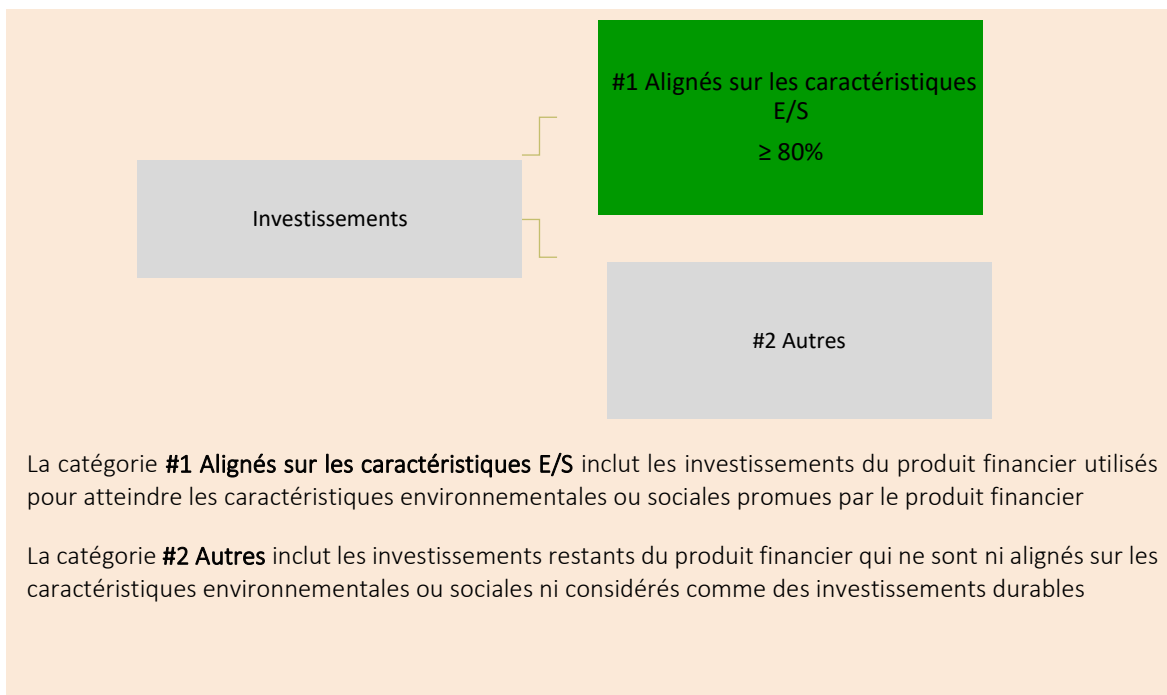 #1 Alignés sur les caractéristiques
E/S
≥ 80%
Investissements
#2 Autres
La catégorie #1 Alignés sur les caractéristiques E/S inclut les investissements du produit financier utilisés
pour atteindre les caractéristiques environnementales ou sociales promues par le produit financier
La catégorie #2 Autres inclut les investissements restants du produit financier qui ne sont ni alignés sur les
caractéristiques environnementales ou sociales ni considérés comme des investissements durables